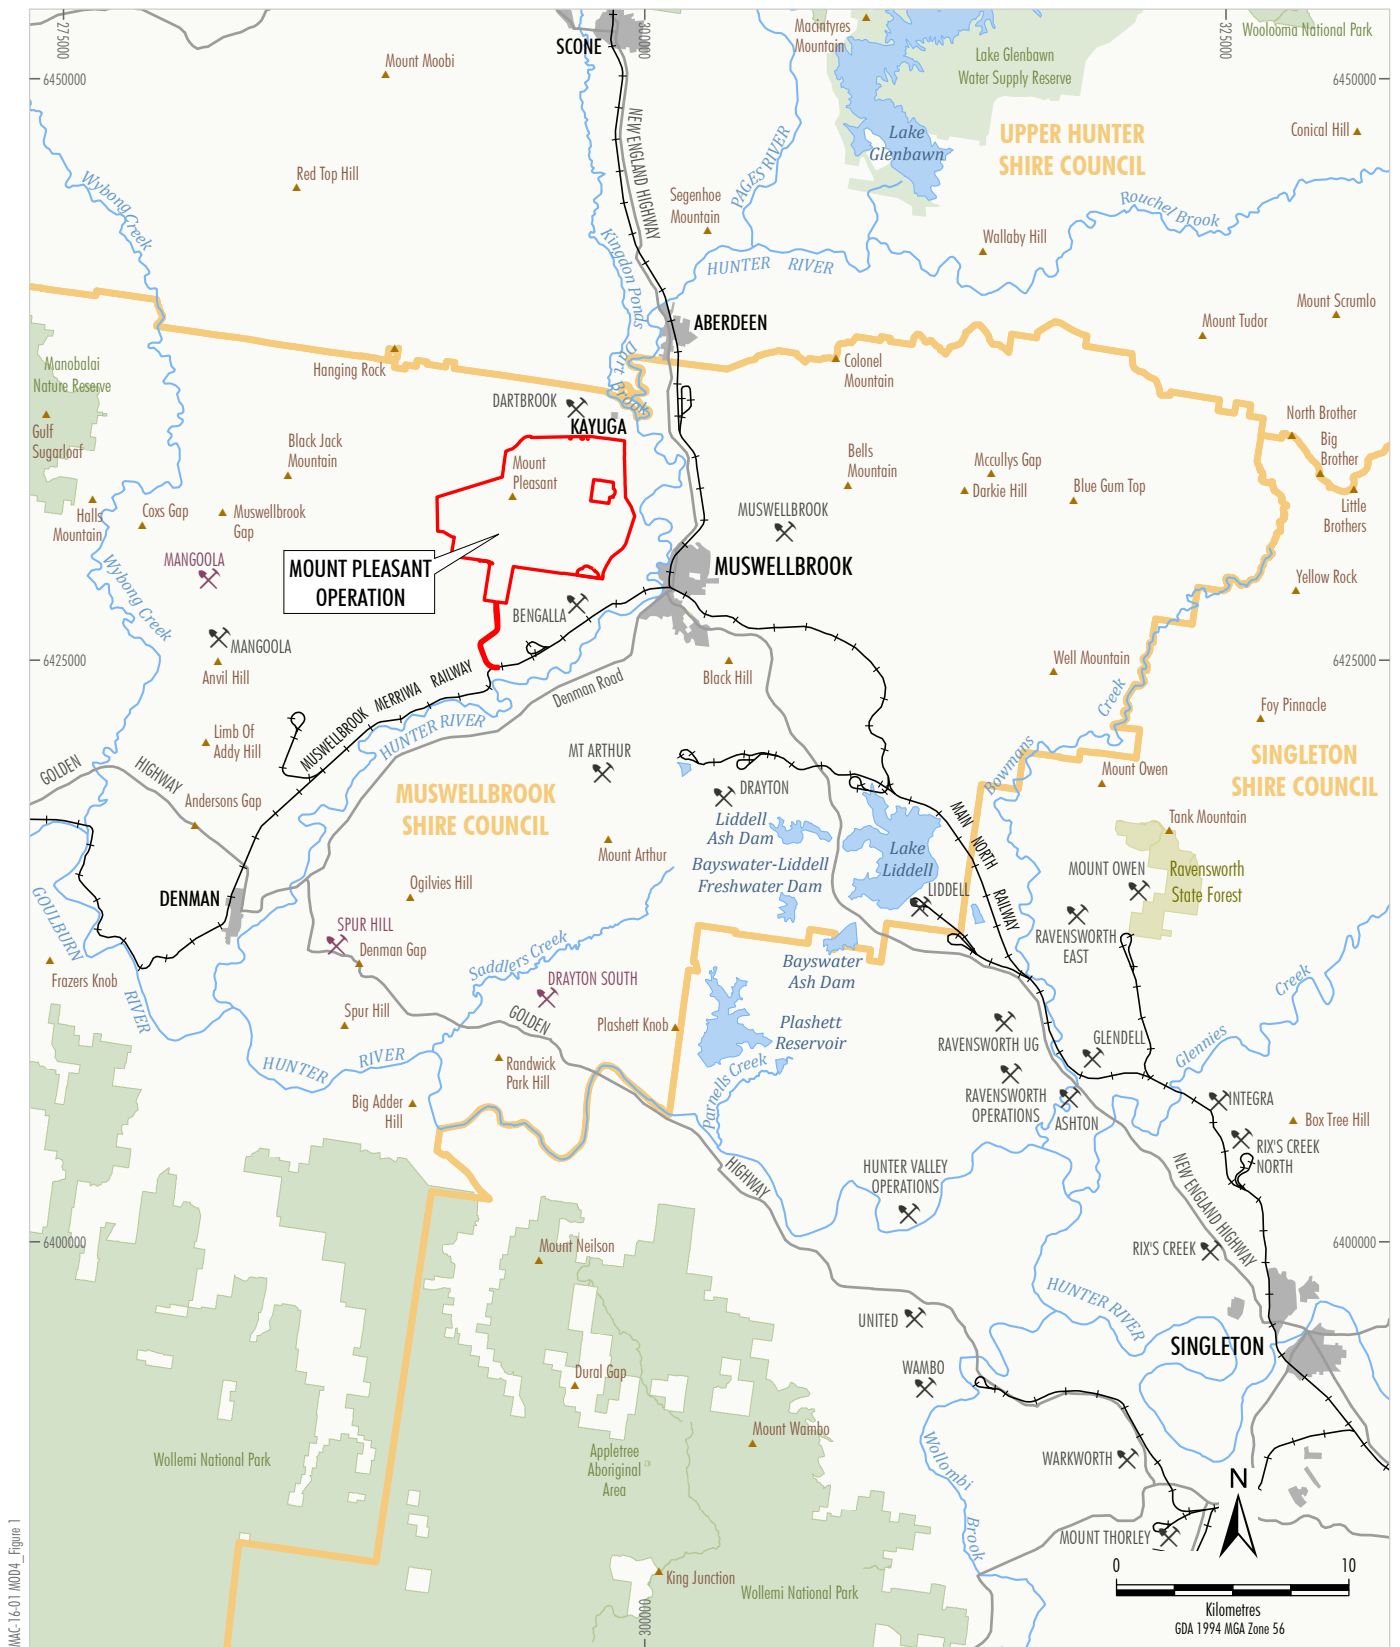 275000
SCONE
300000
Macintyres
Mountain
325000
Woolooma National Park
Mount Moobi
Lake Glenbawn
Water Supply Reserve
6450000
6450000
NEW ENGLAND HIGHWAY
Lake
Glenbawn
UPPER HUNTER
SHIRE COUNCIL
Conical Hill
Wybong Creek
Red Top Hill
PAGES RIVER
Segenhoe
Mountain
Rouchel Brook
Wallaby Hill
Kingdon Ponds
HUNTER RIVER
Mount Scrumlo
ABERDEEN
Mount Tudor
Manobalai
Nature Reserve
Hanging Rock
Dart Brook
Colonel
Mountain
DARTBROOK
KAYUGA
Gulf
Sugarloaf
Black Jack
Mountain
North Brother
Big
Brother
Mount
Pleasant
Bells
Mountain
Mccullys Gap
Darkie Hill
Blue Gum Top
Little
Brothers
Halls
Mountain
Coxs Gap
Muswellbrook
Gap
MUSWELLBROOK
MANGOOLA
MOUNT PLEASANT
OPERATION
MUSWELLBROOK
Yellow Rock
Wybong Creek
BENGALLA
MANGOOLA
6425000
6425000
Anvil Hill
Black Hill
Well Mountain
MUSWELLBROOK MERRIWA RAILWAY
Denman Road
Creek
Foy Pinnacle
Limb Of
Addy Hill
HUNTER RIVER
GOLDEN
HIGHWAY
MT ARTHUR
Bowmans
SINGLETON
SHIRE COUNCIL
Mount Owen
MUSWELLBROOK
SHIRE COUNCIL
DRAYTON
Andersons Gap
Liddell
Ash Dam
MAIN NORTH RAILWAY
Tank Mountain
Mount Arthur
Lake
Liddell
Bayswater-Liddell
Freshwater Dam
MOUNT OWEN
Ravensworth
State Forest
Ogilvies Hill
LIDDELL
DENMAN
GOULBURN
RIVER
SPUR HILL
Denman Gap
RAVENSWORTH
EAST
Saddlers Creek
Bayswater
Ash Dam
Frazers Knob
DRAYTON SOUTH
Creek
Spur Hill
GOLDEN
Plashett Knob
Plashett
Reservoir
RAVENSWORTH UG
GLENDELL
Glennies
HUNTER RIVER
Randwick
Park Hill
Parnells Creek
RAVENSWORTH
OPERATIONS
ASHTON
INTEGRA
Big Adder
Hill
Box Tree Hill
RIX'S CREEK
NORTH
HIGHWAY
HUNTER VALLEY
OPERATIONS
NEW ENGLAND HIGHWAY
6400000
6400000
Mount Neilson
RIX'S CREEK
HUNTER RIVER
UNITED
SINGLETON
WAMBO
Dural Gap
Mount Wambo
Wollemi National Park
Appletree
Aboriginal
Area
Wollombi
Brook
WARKWORTH
N
MOUNT THORLEY
King Junction
Wollemi National Park
0
10
Kilometres
GDA 1994 MGA Zone 56
300000
MAC-16-01 MOD4_Figure 1